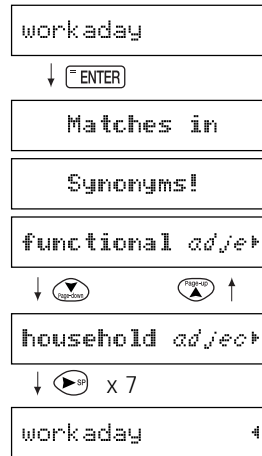 workaday
= ENTER
Matches in
Synonyms!
functional adje
Page-down Page-up
household adjec
SP x 7
workaday